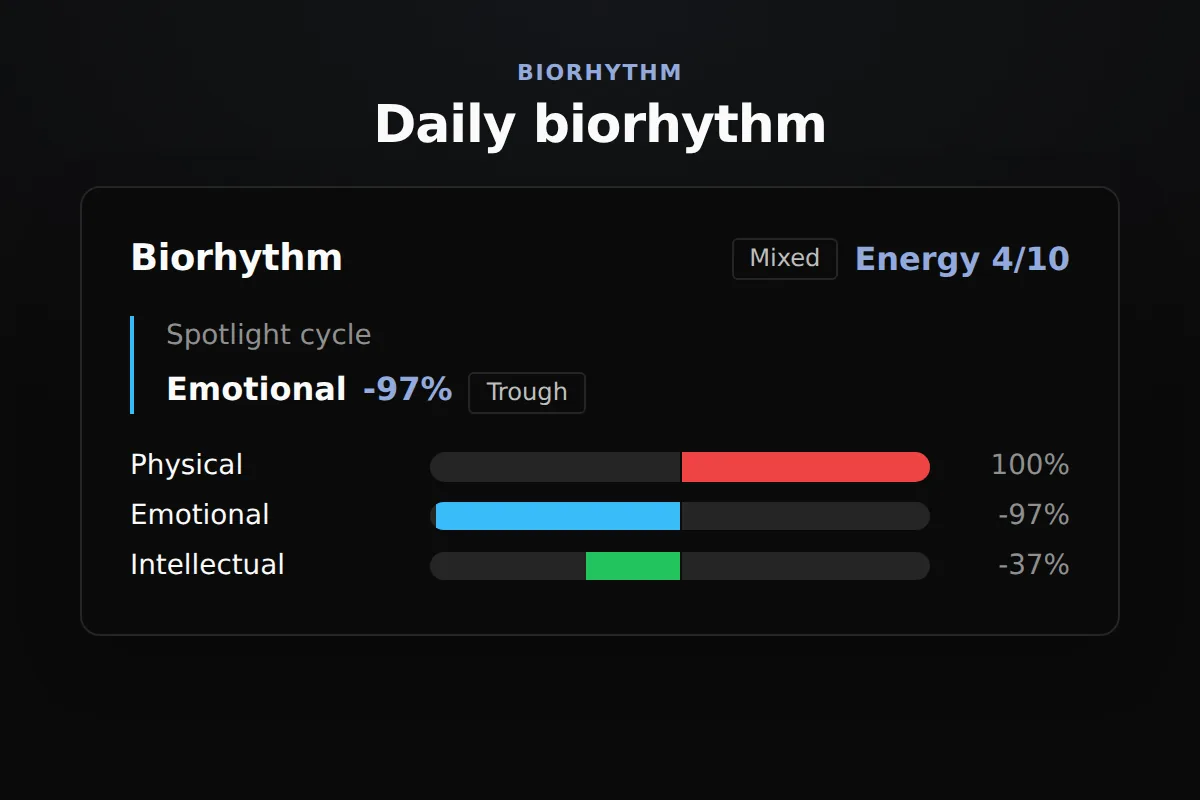 BIORHYTHM
Daily biorhythm
Biorhythm Mixed Energy 4/10
Spotlight cycle
Emotional -97% Trough
Physical 100%
Emotional -97%
Intellectual -37%